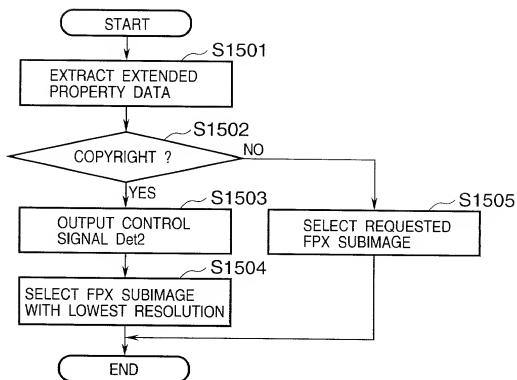 START
S1501
EXTRACT EXTENDED
PROPERTY DATA
S1502
COPYRIGHT ?
NO
YES
S1503
OUTPUT CONTROL
SIGNAL Det2
S1505
SELECT REQUESTED
FPX SUBIMAGE
S1504
SELECT FPX SUBIMAGE
WITH LOWEST RESOLUTION
END